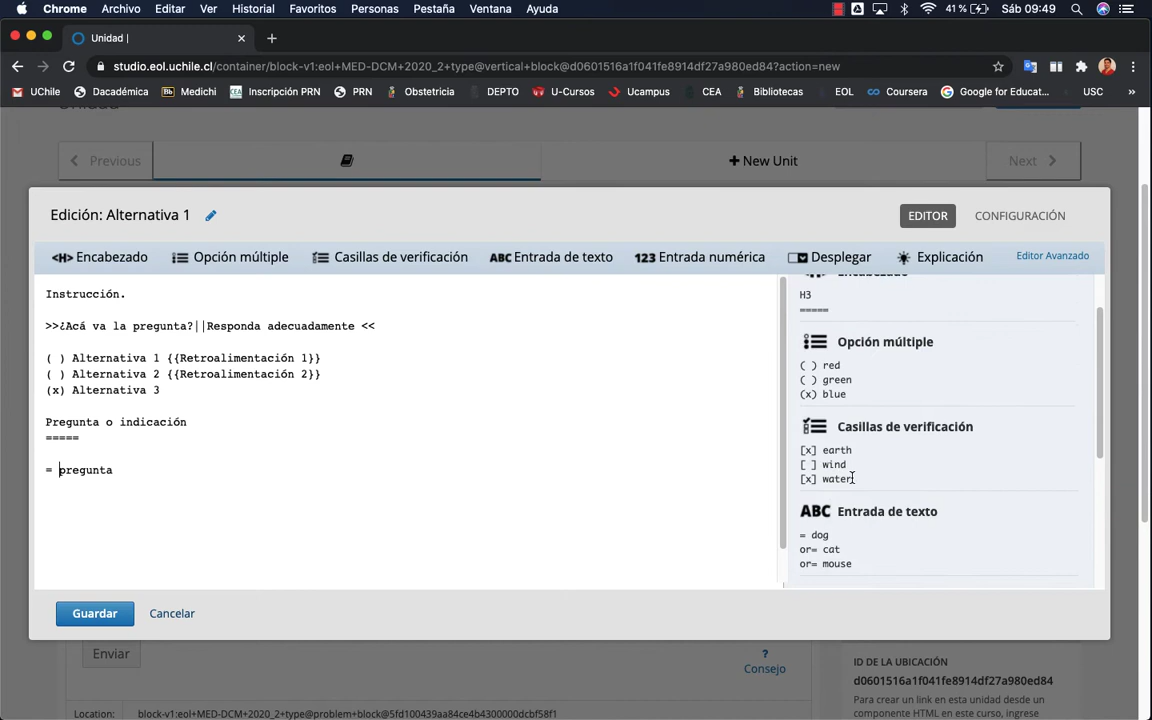 Chrome Archivo Editar Ver Historial Favoritos Personas Pestaña Ventana Ayuda 41 % Sáb 09:49
Unidad |
studio.eol.uchile.cl/container/block-v1:eol+MED-DCM+2020_2+type@vertical+block@d0601516a1f041fe8914df27a980ed84?action=new
UChile Dacadémica Medichi Inscripción PRN PRN Obstetricia DEPTO U-Cursos Ucampus CEA Bibliotecas EOL Coursera Google for Educat... USC »
Previous + New Unit Next
Edición: Alternativa 1 EDITOR CONFIGURACIÓN
<H> Encabezado Opción múltiple Casillas de verificación ABC Entrada de texto 123 Entrada numérica Desplegar Explicación Editor Avanzado
Instrucción.
>>¿Acá va la pregunta?||Responda adecuadamente <<
( ) Alternativa 1 {{Retroalimentación 1}}
( ) Alternativa 2 {{Retroalimentación 2}}
(x) Alternativa 3
Pregunta o indicación
=====
= pregunta
Encabezado
H3
=====
Opción múltiple
( ) red
( ) green
(x) blue
Casillas de verificación
[x] earth
[ ] wind
[x] water
ABC Entrada de texto
= dog
or= cat
or= mouse
Guardar Cancelar
Enviar
?
Consejo
ID DE LA UBICACIÓN
d0601516a1f041fe8914df27a980ed84
Para crear un link en esta unidad desde un
componente HTML en este curso, ingrese
Location: block-v1:eol+MED-DCM+2020_2+type@problem+block@5fd100439aa84ce4b4300000dcbf58f1